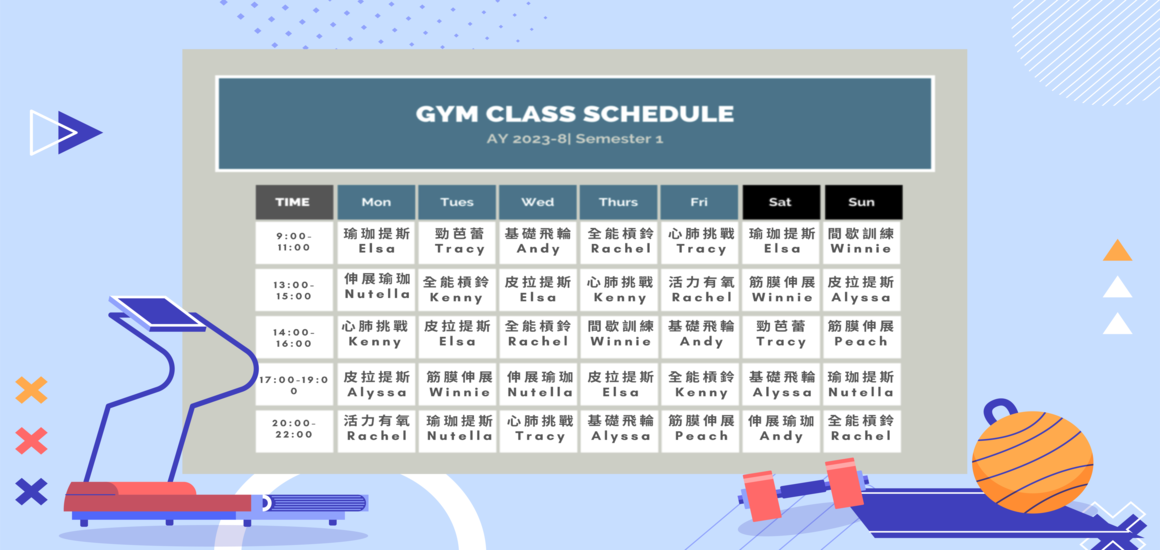 GYM CLASS SCHEDULE
AY 2023-8| Semester 1
TIME Mon Tues Wed Thurs Fri Sat Sun
9:00-11:00 瑜珈提斯 勁芭蕾 基礎飛輪 全能槓鈴 心肺挑戰 瑜珈提斯 間歇訓練
Elsa Tracy Andy Rachel Tracy Elsa Winnie
13:00-15:00 伸展瑜珈 全能槓鈴 皮拉提斯 心肺挑戰 活力有氧 筋膜伸展 皮拉提斯
Nutella Kenny Elsa Kenny Rachel Winnie Alyssa
14:00-16:00 心肺挑戰 皮拉提斯 全能槓鈴 間歇訓練 基礎飛輪 勁芭蕾 筋膜伸展
Kenny Elsa Rachel Winnie Andy Tracy Peach
17:00-19:00 皮拉提斯 筋膜伸展 伸展瑜珈 皮拉提斯 全能槓鈴 基礎飛輪 瑜珈提斯
Alyssa Winnie Nutella Elsa Kenny Alyssa Nutella
20:00-22:00 活力有氧 瑜珈提斯 心肺挑戰 基礎飛輪 筋膜伸展 伸展瑜珈 全能槓鈴
Rachel Nutella Tracy Alyssa Peach Andy Rachel